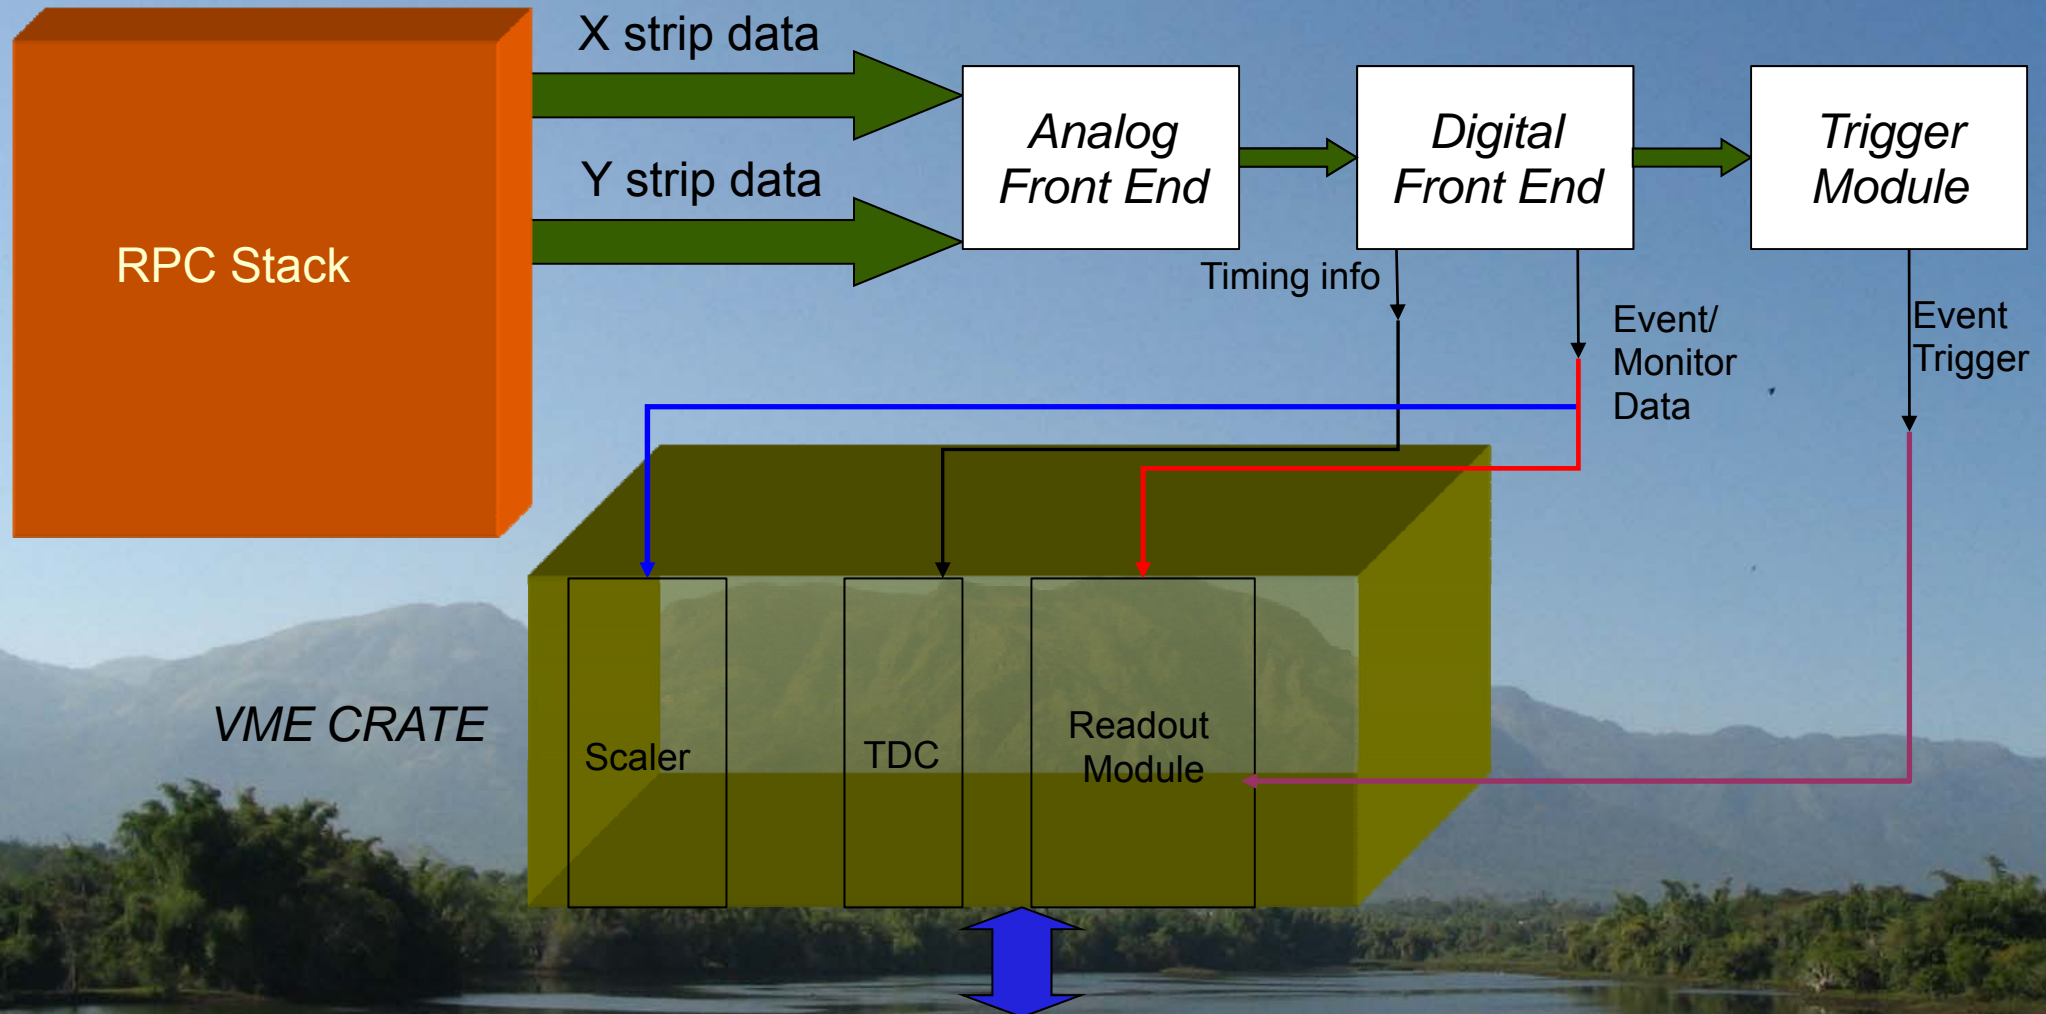 X strip data
Y strip data
RPC Stack
Analog
Front End
Digital
Front End
Trigger
Module
Timing info
Event/
Monitor
Data
Event
Trigger
VME CRATE
Scaler
TDC
Readout
Module